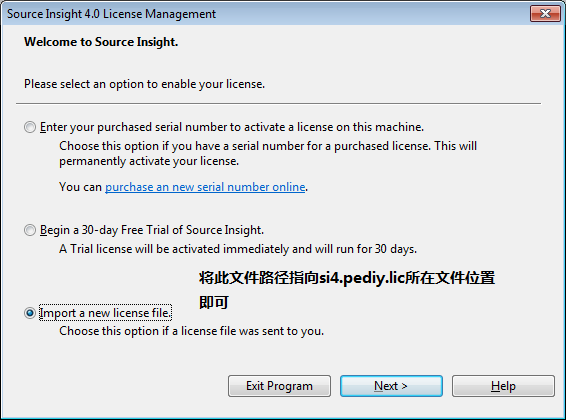 Source Insight 4.0 License Management
Welcome to Source Insight.
Please select an option to enable your license.
Enter your purchased serial number to activate a license on this machine.
Choose this option if you have a serial number for a purchased license. This will
permanently activate your license.
You can purchase an new serial number online.
Begin a 30-day Free Trial of Source Insight.
A Trial license will be activated immediately and will run for 30 days.
将此文件路径指向si4.pediy.lic所在文件位置
即可
Import a new license file.
Choose this option if a license file was sent to you.
Exit Program
Next >
Help